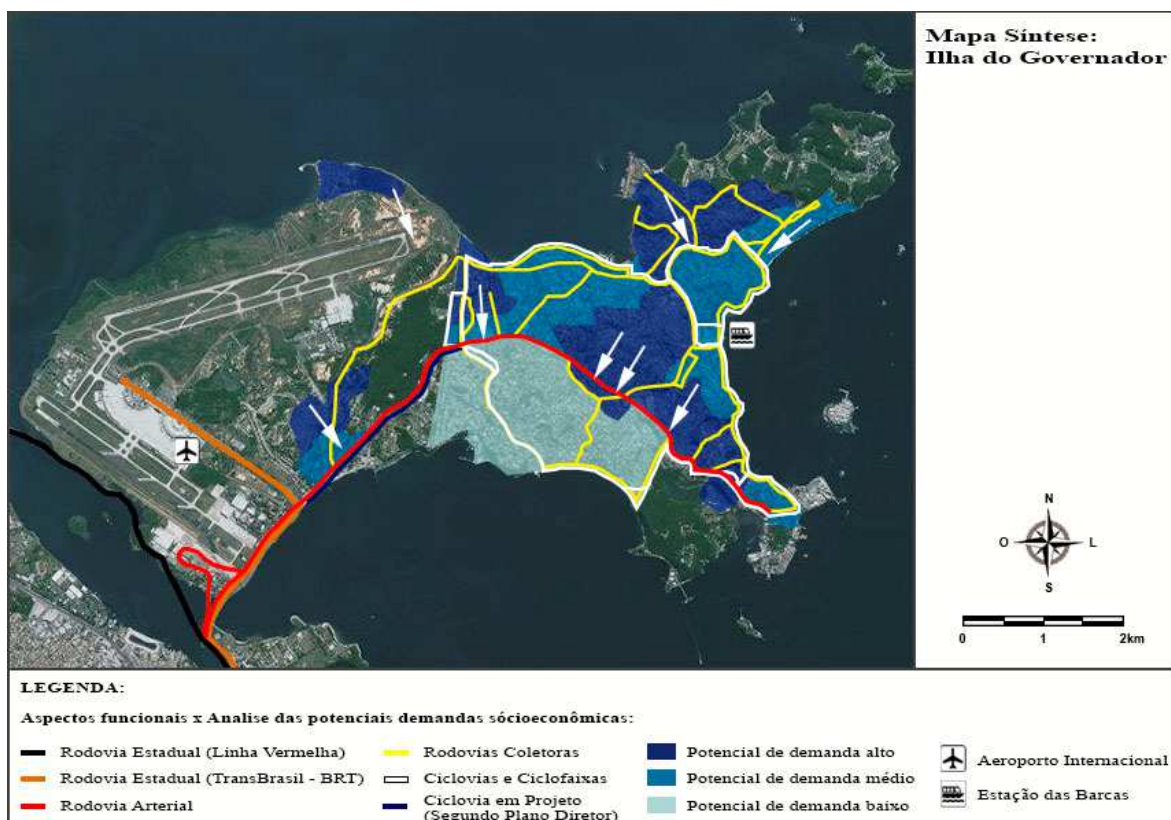 Mapa Síntese:
Ilha do Governador
N
O L
S
0 1 2km
LEGENDA:
Aspectos funcionais x Analise das potenciais demandas sócioeconômicas:
Rodovia Estadual (Linha Vermelha)
Rodovia Estadual (TransBrasil - BRT)
Rodovia Arterial
Rodovias Coletoras
Ciclovias e Ciclofaixas
Ciclovia em Projeto
(Segundo Plano Diretor)
Potencial de demanda alto
Potencial de demanda médio
Potencial de demanda baixo
Aeroporto Internacional
Estação das Barcas